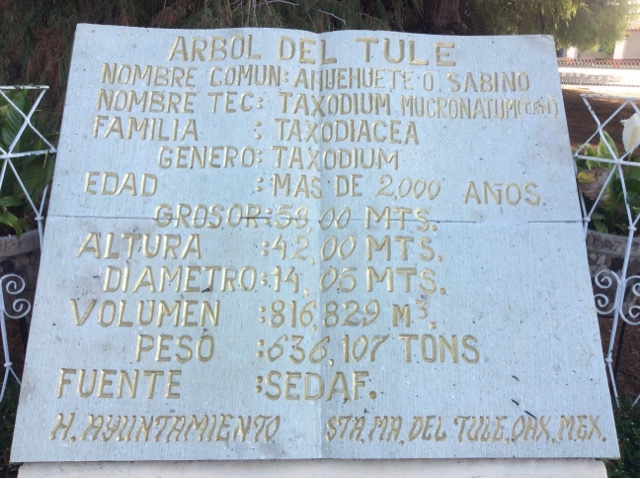 ARBOL DEL TULE
NOMBRE COMUN: AHUEHUETE O SABINO
NOMBRE TEC: TAXODIUM MUCRONATUM
FAMILIA : TAXODIACEA
GENERO: TAXODIUM
EDAD : MAS DE 2,000 AÑOS.
GROSOR: 58,00 MTS.
ALTURA : 42,00 MTS.
DIAMETRO: 14,05 MTS.
VOLUMEN : 816,829 M³.
PESO : 636,107 TONS.
FUENTE : SEDAF.
H. AYUNTAMIENTO STA. MA. DEL TULE, OAX. MEX.